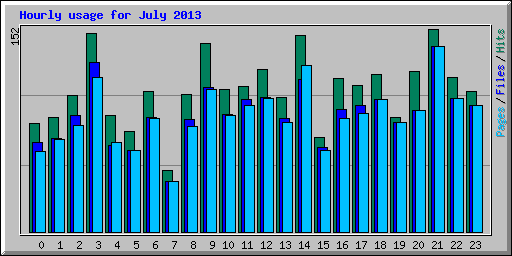 Hourly usage for July 2013
152
Pages / Files / Hits
0 1 2 3 4 5 6 7 8 9 10 11 12 13 14 15 16 17 18 19 20 21 22 23